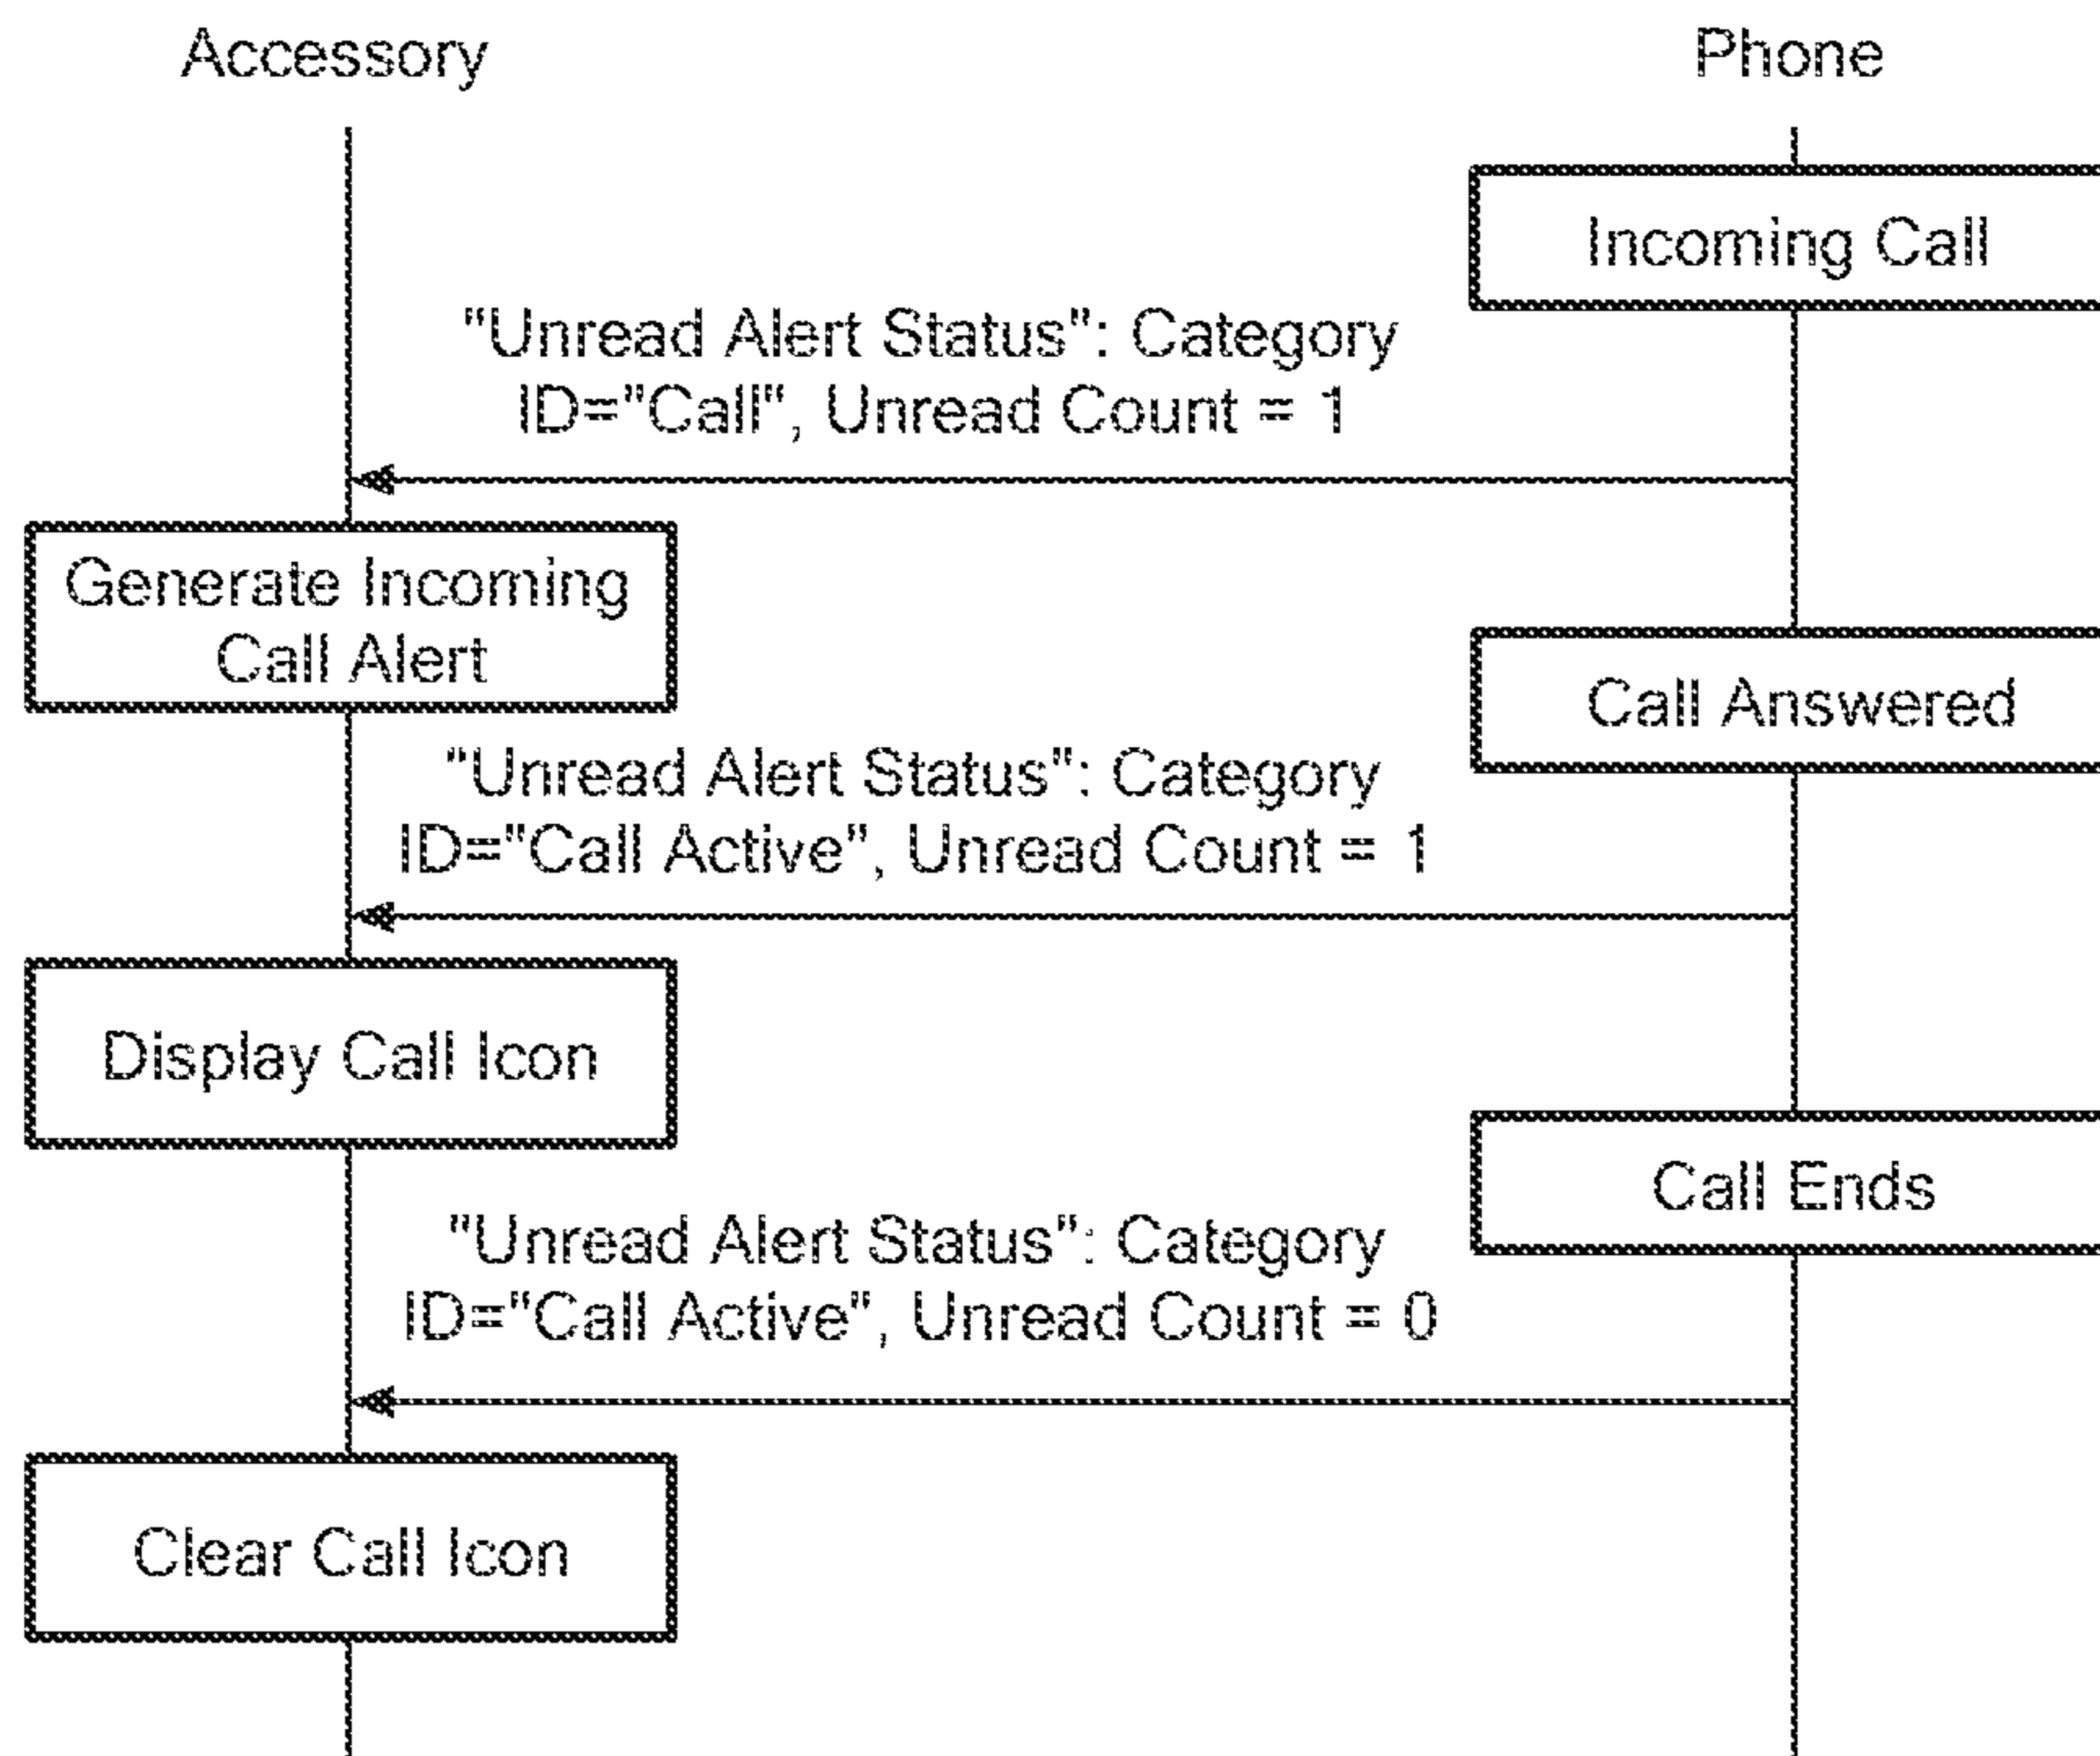 Accessory
Phone
Incoming Call
"Unread Alert Status": Category
ID="Call", Unread Count = 1
Generate Incoming
Call Alert
Call Answered
"Unread Alert Status": Category
ID="Call Active", Unread Count = 1
Display Call Icon
Call Ends
"Unread Alert Status": Category
ID="Call Active", Unread Count = 0
Clear Call Icon